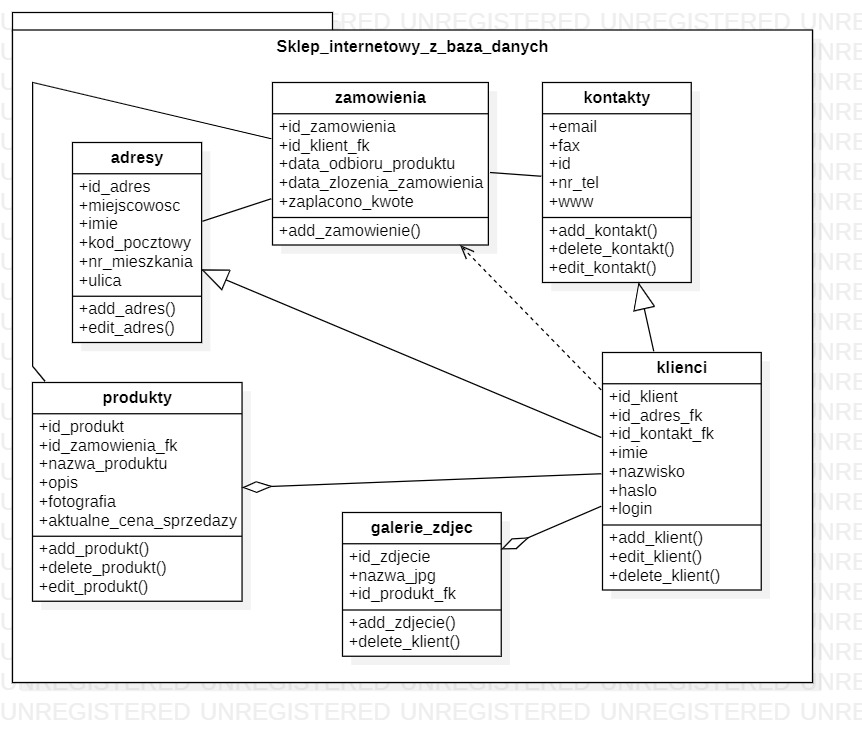 Sklep_internetowy_z_baza_danych
zamowienia
+id_zamowienia
+id_klient_fk
+data_odbioru_produktu
+data_zlozenia_zamowienia
+zaplacono_kwote
+add_zamowienie()
kontakty
+email
+fax
+id
+nr_tel
+www
+add_kontakt()
+delete_kontakt()
+edit_kontakt()
adresy
+id_adres
+miejscowosc
+imie
+kod_pocztowy
+nr_mieszkania
+ulica
+add_adres()
+edit_adres()
klienci
+id_klient
+id_adres_fk
+id_kontakt_fk
+imie
+nazwisko
+haslo
+login
+add_klient()
+edit_klient()
+delete_klient()
produkty
+id_produkt
+id_zamowienia_fk
+nazwa_produktu
+opis
+fotografia
+aktualne_cena_sprzedazy
+add_produkt()
+delete_produkt()
+edit_produkt()
galerie_zdjec
+id_zdjecie
+nazwa_jpg
+id_produkt_fk
+add_zdjecie()
+delete_klient()
UNREGISTERED UNREGISTERED UNREGISTERED UNREGISTERED